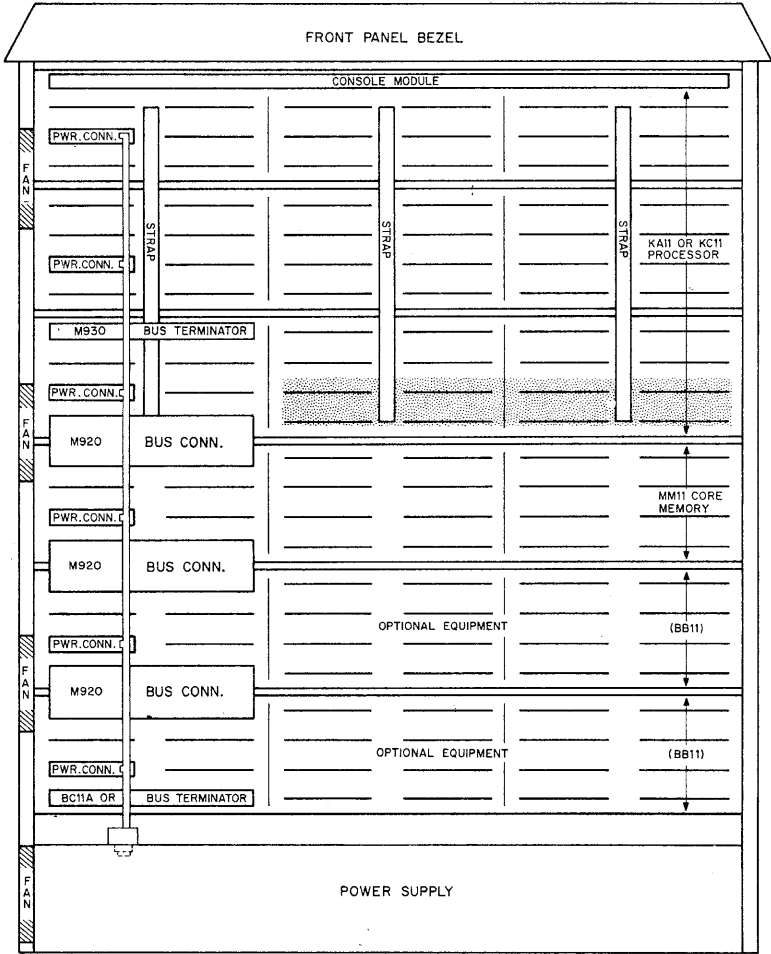 FRONT PANEL BEZEL
CONSOLE MODULE
PWR.CONN.
FAN
STRAP
STRAP
STRAP
KA11 OR KC11
PROCESSOR
PWR.CONN.
M930 BUS TERMINATOR
PWR.CONN.
FAN
M920 BUS CONN.
MM11 CORE
MEMORY
PWR.CONN.
M920 BUS CONN.
OPTIONAL EQUIPMENT (BB11)
PWR.CONN.
FAN
M920 BUS CONN.
OPTIONAL EQUIPMENT (BB11)
PWR.CONN.
BC11A OR BUS TERMINATOR
FAN
POWER SUPPLY